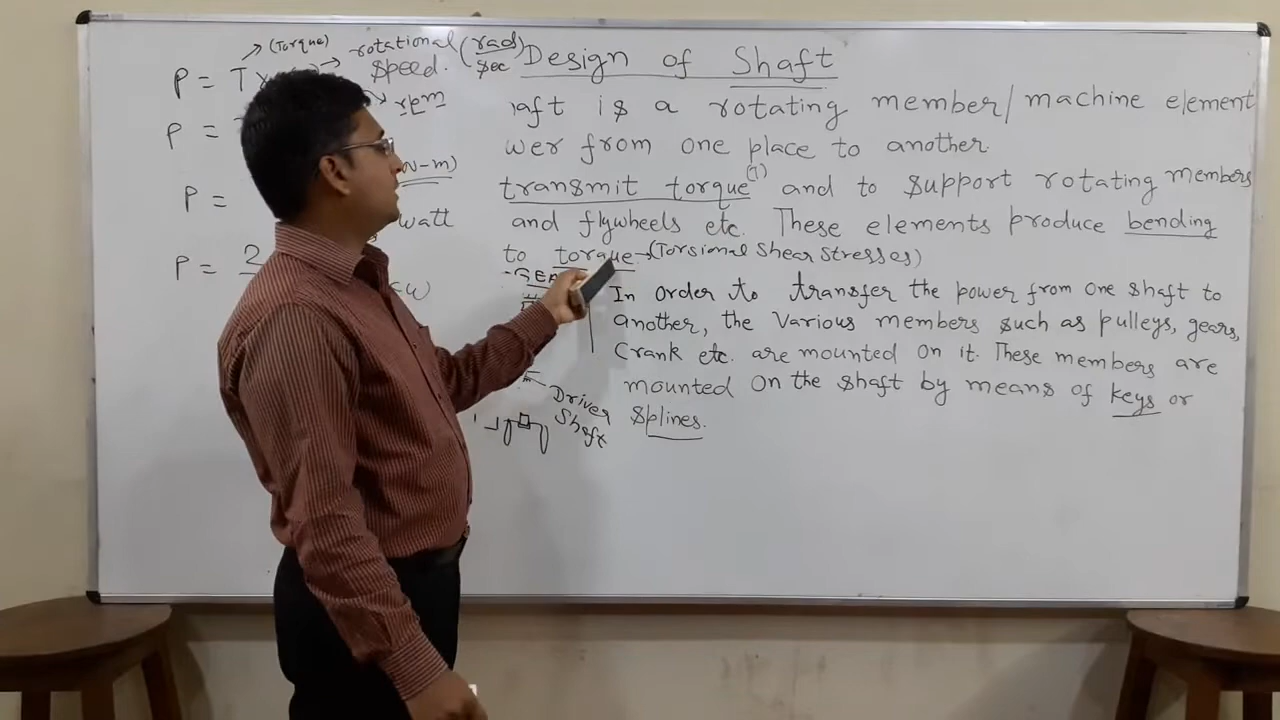 (Torque)
rotational (rad/sec)
speed.
P = T x
rpm
P =
(N-m)
P =
watt
P = 2
Design of Shaft
aft is a rotating member/machine element
wer from one place to another
transmit torque (T) and to support rotating members
and flywheels etc. These elements produce bending
to torque → (Torsional Shear Stresses)
In order to transfer the power from one shaft to
another, the various members such as pulleys, gears,
Crank etc. are mounted on it. These members are
mounted on the shaft by means of keys or
splines.
Driver
Shaft